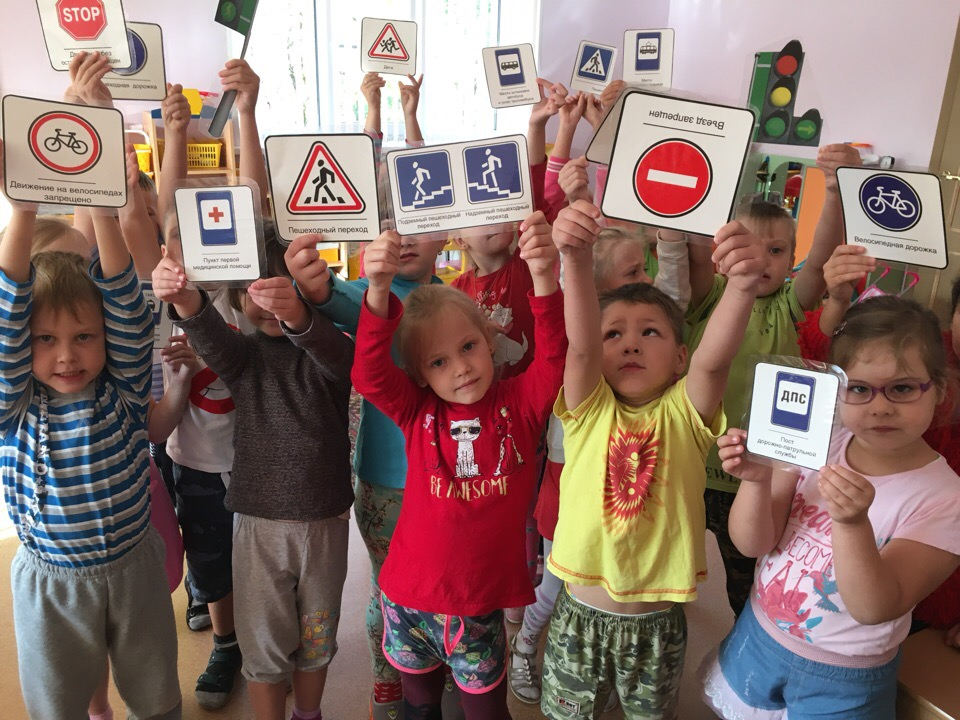 STOP
Дети
Движение на велосипедах
запрещено
Пункт первой
медицинской помощи
Пешеходный переход
Подземный пешеходный
переход
Надземный пешеходный
переход
Въезд запрещен
Велосипедная дорожка
ДПС
Пост
дорожно-патрульной
службы
BE AWESOME